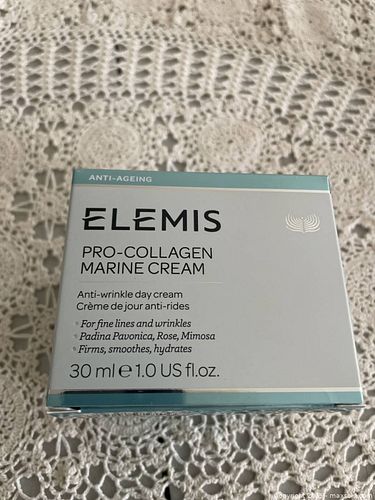 ANTI-AGEING
ELEMIS
PRO-COLLAGEN
MARINE CREAM
Anti-wrinkle day cream
Crème de jour anti-rides
For fine lines and wrinkles
Padina Pavonica, Rose, Mimosa
Firms, smoothes, hydrates
30 ml e 1.0 US fl.oz.